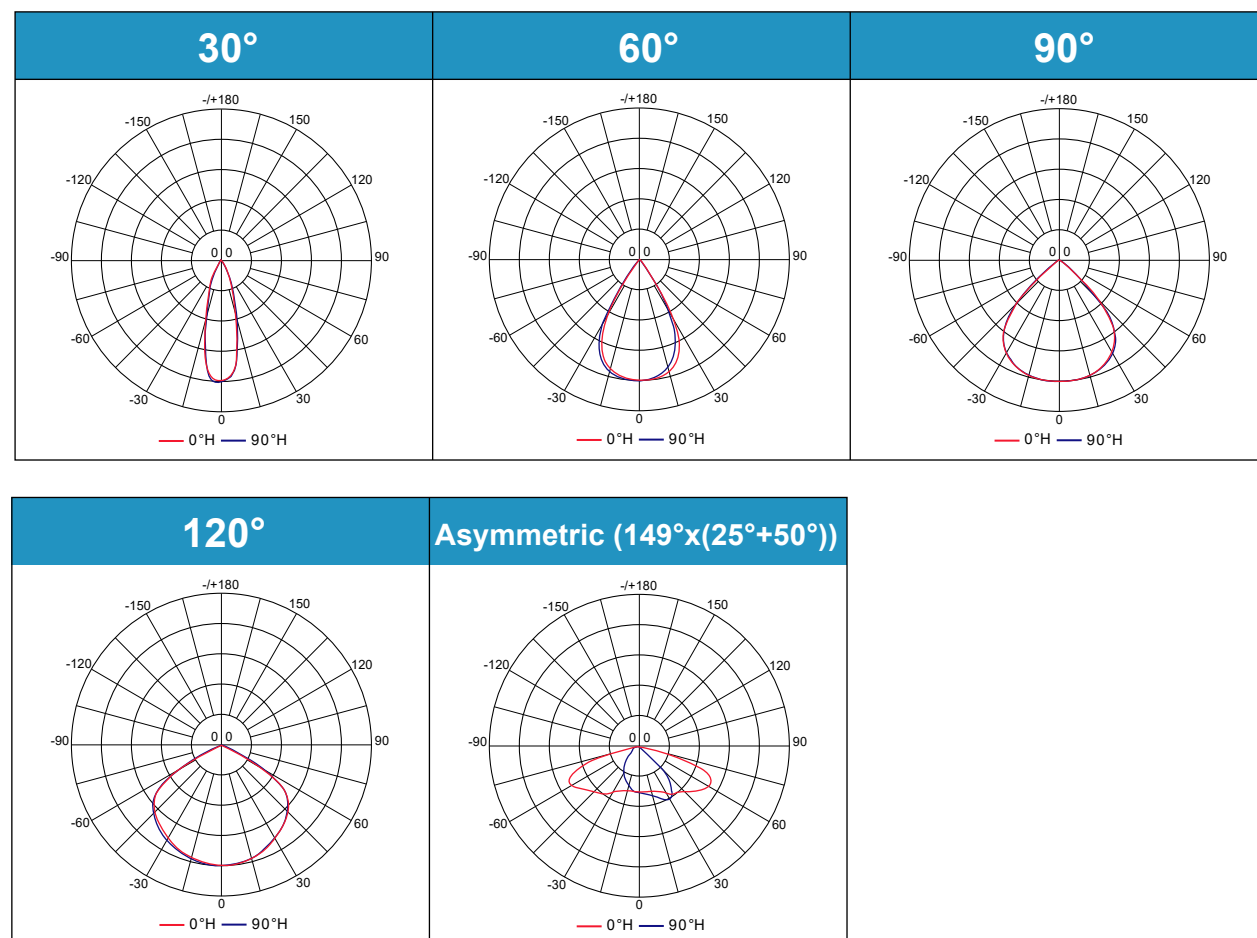 30° 60° 90°
-/+180 -/+180 -/+180
-150 150 -150 150 -150 150
-120 120 -120 120 -120 120
-90 0 0 90 -90 0 0 90 -90 0 0 90
-60 60 -60 60 -60 60
-30 30 -30 30 -30 30
0 0 0
0°H 90°H 0°H 90°H 0°H 90°H
120° Asymmetric (149°x(25°+50°))
-/+180 -/+180
-150 150 -150 150
-120 120 -120 120
-90 0 0 90 -90 0 0 90
-60 60 -60 60
-30 30 -30 30
0 0
0°H 90°H 0°H 90°H